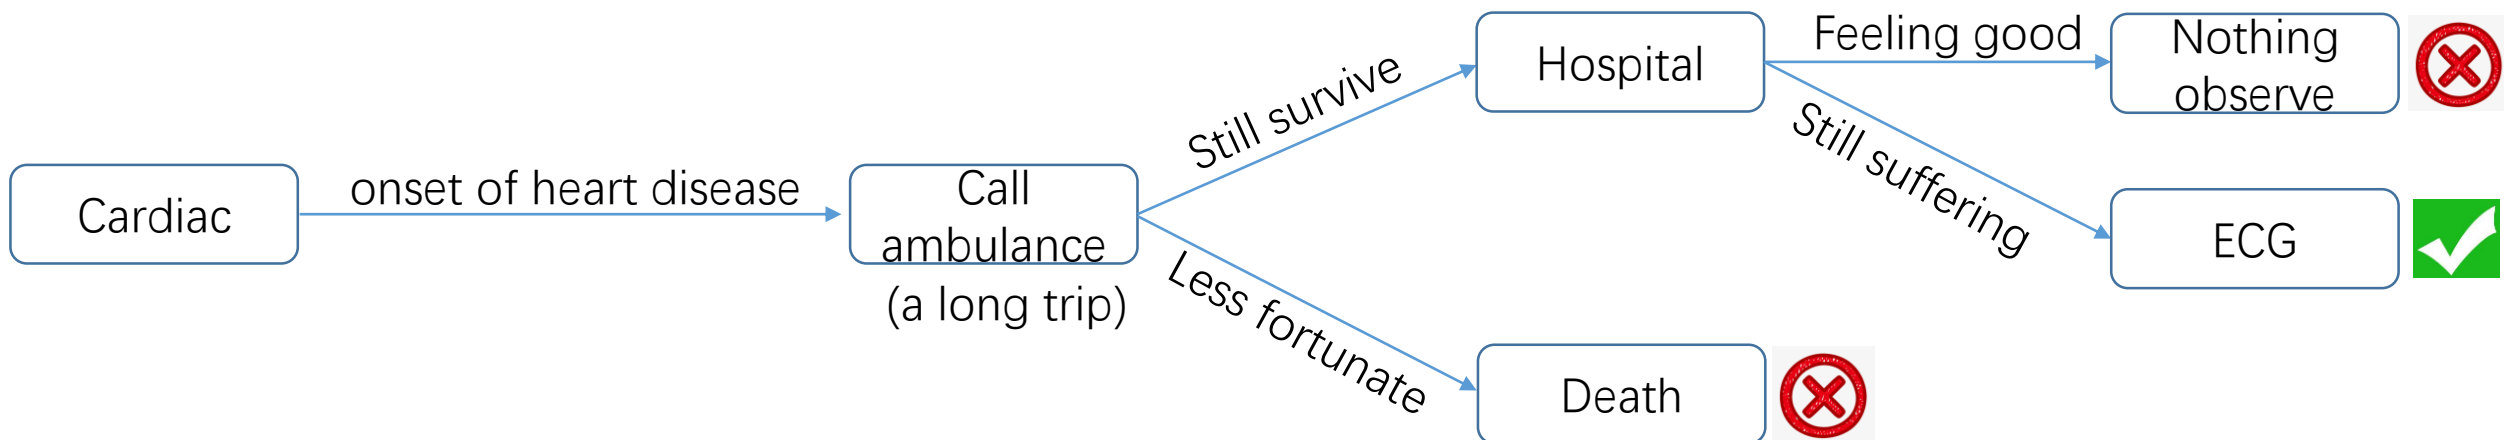 Cardiac
onset of heart disease
Call
ambulance
(a long trip)
Still survive
Less fortunate
Hospital
Death
Feeling good
Still suffering
Nothing
observe
ECG